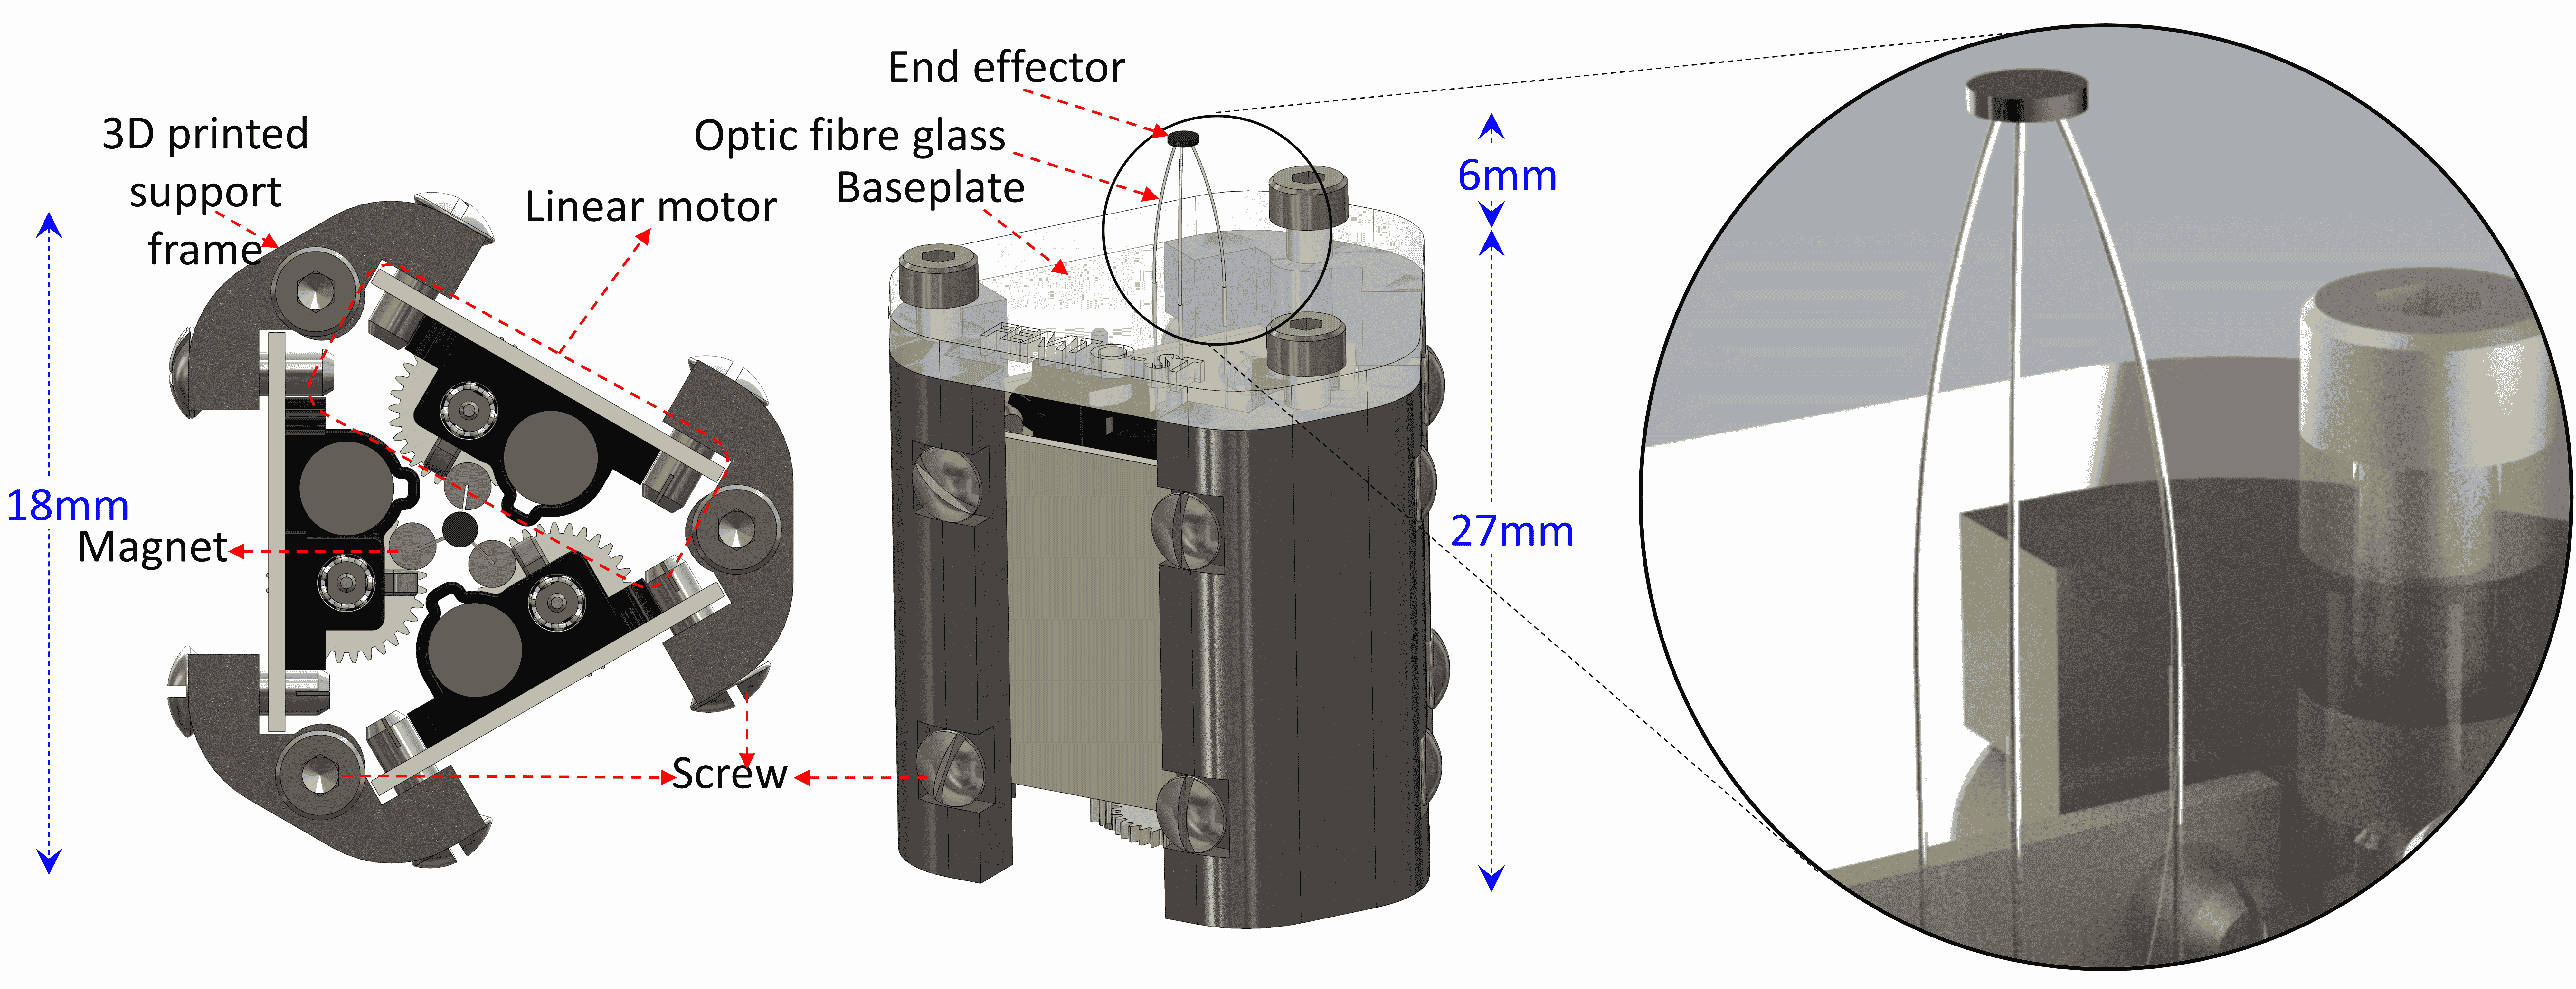 End effector
3D printed
support
frame
Optic fibre glass
Baseplate
Linear motor
6mm
FEMTO-ST
18mm
Magnet
27mm
Screw